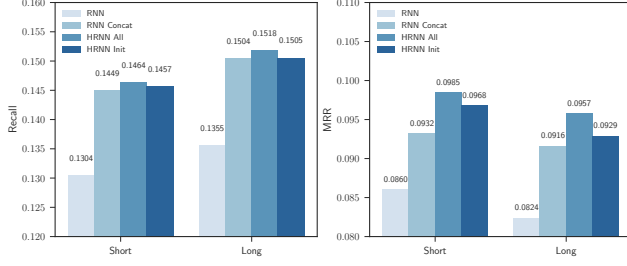 0.160
0.155
0.150
0.145
0.140
0.135
0.130
0.125
0.120
Recall
RNN
RNN Concat
HRNN All
HRNN Init
0.1304
0.1449
0.1464
0.1457
0.1355
0.1504
0.1518
0.1505
Short
Long
0.110
0.105
0.100
0.095
0.090
0.085
0.080
MRR
RNN
RNN Concat
HRNN All
HRNN Init
0.0860
0.0932
0.0985
0.0968
0.0824
0.0916
0.0957
0.0929
Short
Long